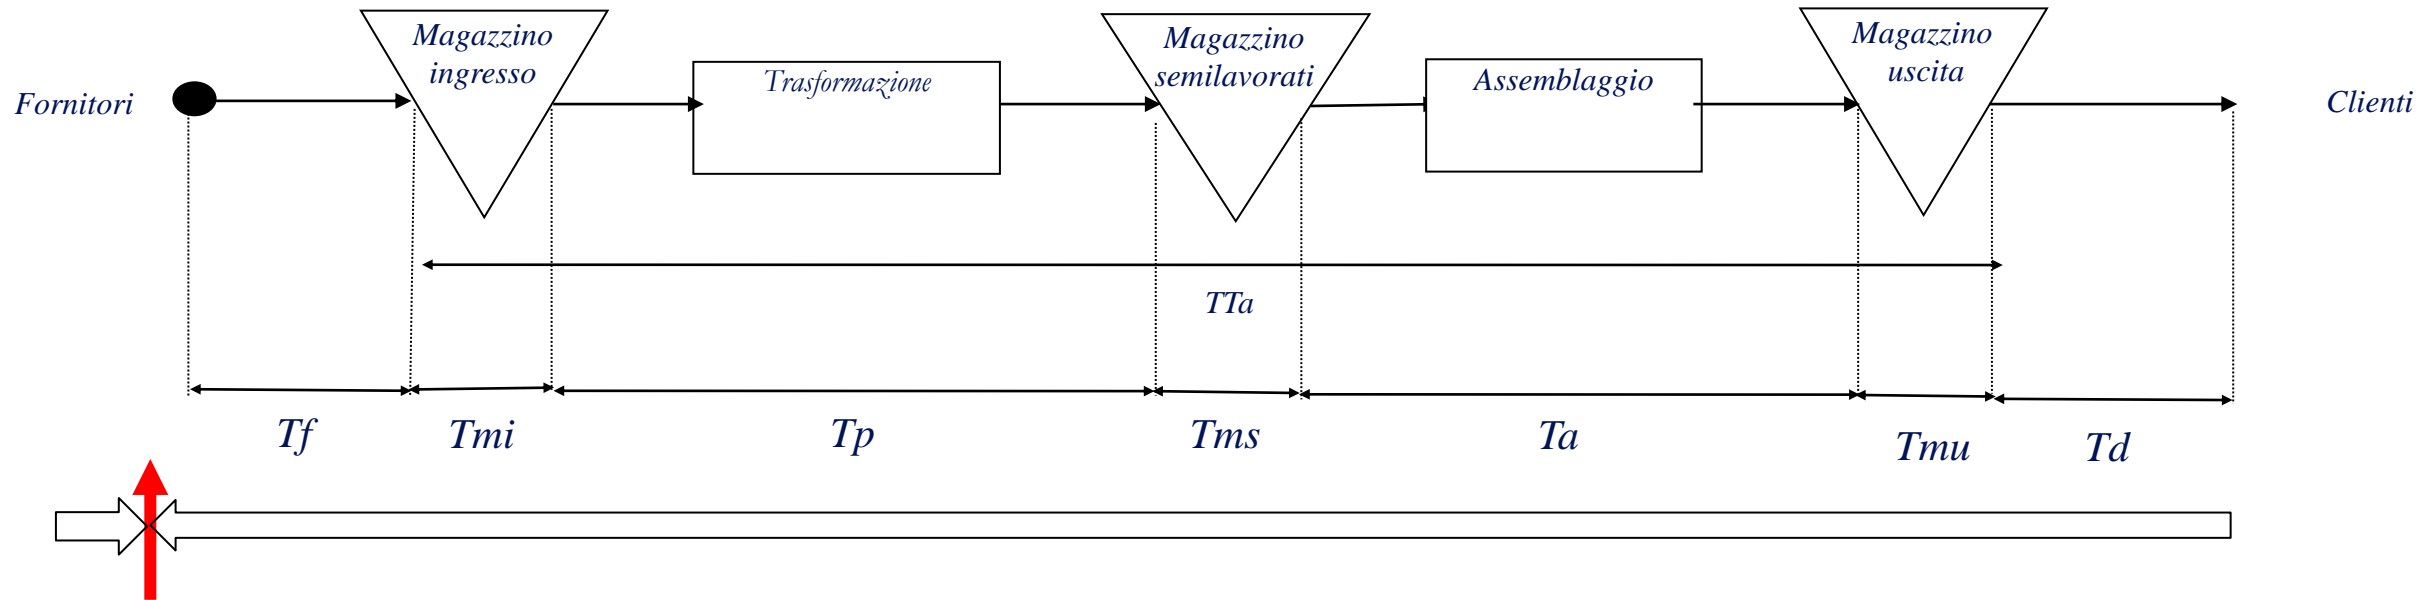 Fornitori
Magazzino
ingresso
Trasformazione
Magazzino
semilavorati
Assemblaggio
Magazzino
uscita
Clienti
TTa
Tf
Tmi
Tp
Tms
Ta
Tmu
Td